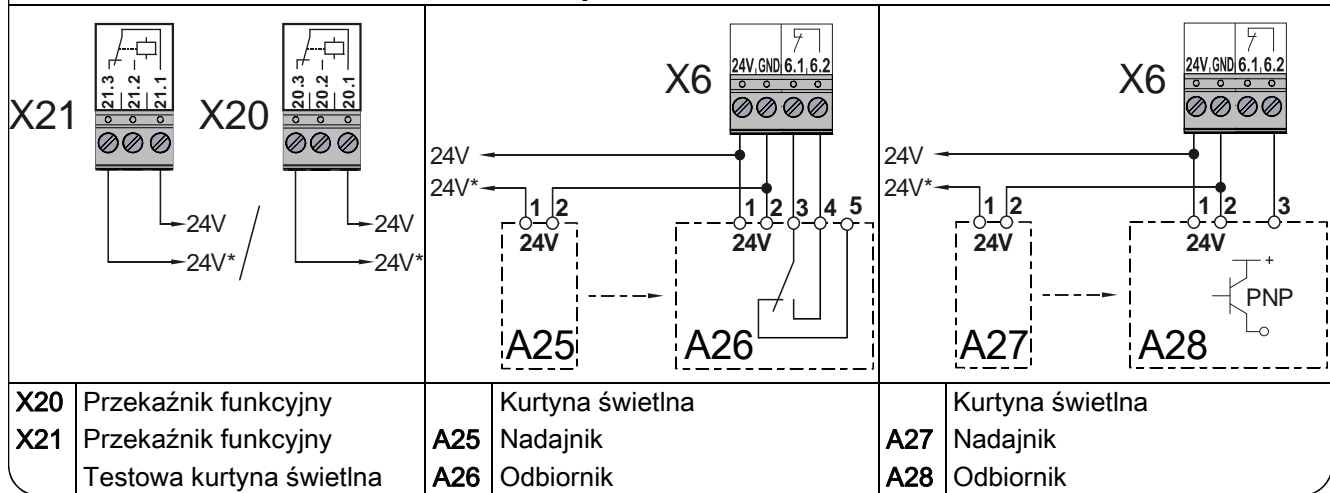 21.3 21.2 21.1
X21
24V
24V*
20.3 20.2 20.1
X20
24V
24V*
24V GND 6.1 6.2
X6
24V
24V*
1 2
24V
A25
1 2 3 4 5
24V
A26
24V GND 6.1 6.2
X6
24V
24V*
1 2
24V
A27
1 2 3
24V
+
PNP
A28
X20 Przekaźnik funkcyjny
X21 Przekaźnik funkcyjny
Testowa kurtyna świetlna
Kurtyna świetlna
A25 Nadajnik
A26 Odbiornik
Kurtyna świetlna
A27 Nadajnik
A28 Odbiornik